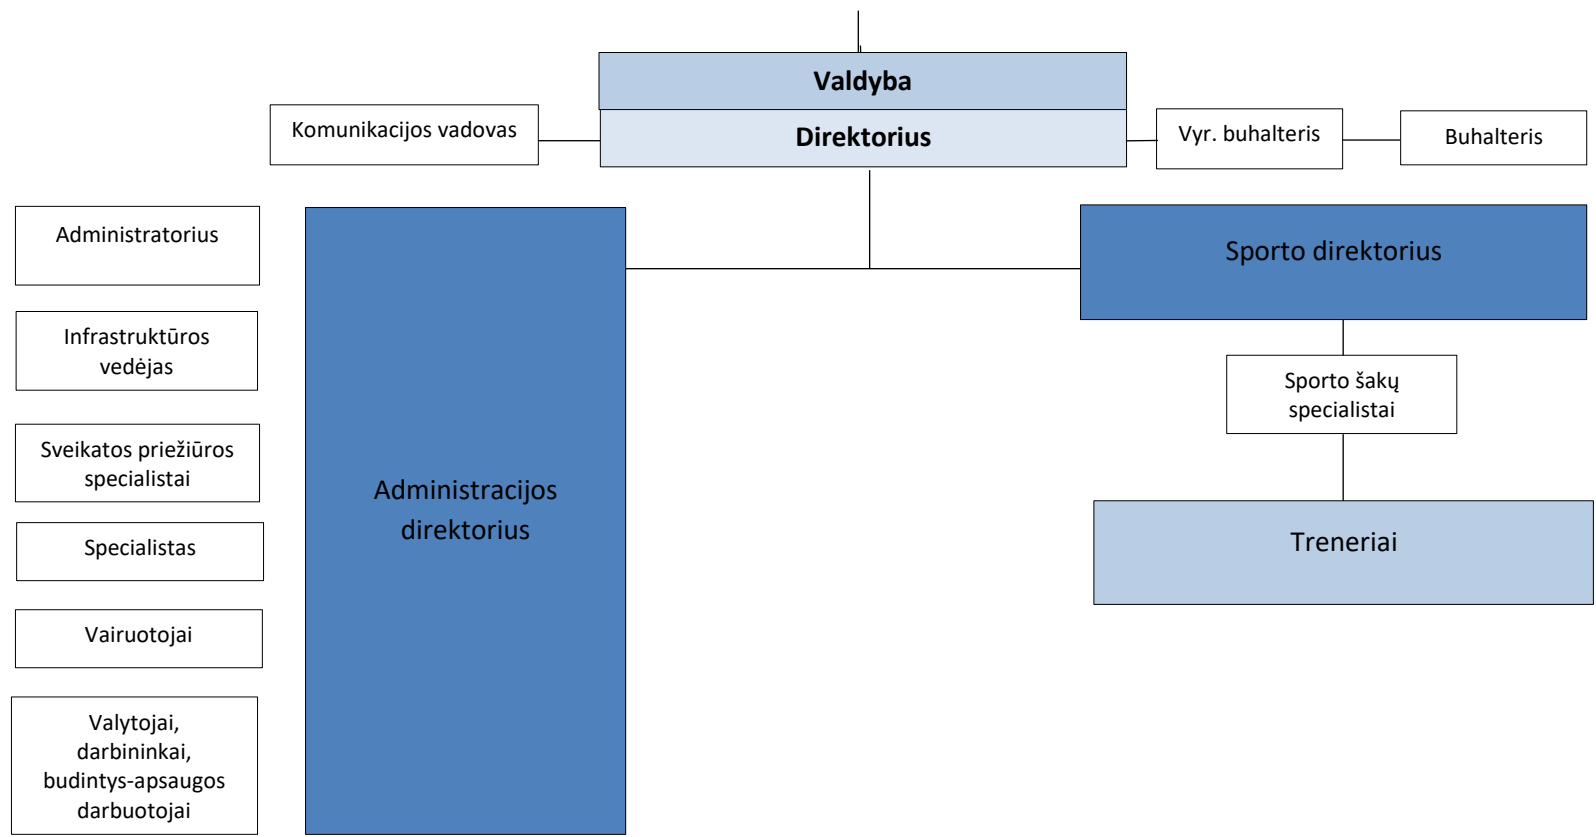 Valdyba
Komunikacijos vadovas
Direktorius
Vyr. buhalteris
Buhalteris
Administratorius
Infrastruktūros
vedėjas
Sveikatos priežiūros
specialistai
Specialistas
Vairuotojai
Valytojai,
darbininkai,
budintys-apsaugos
darbuotojai
Administracijos
direktorius
Sporto direktorius
Sporto šakų
specialistai
Treneriai